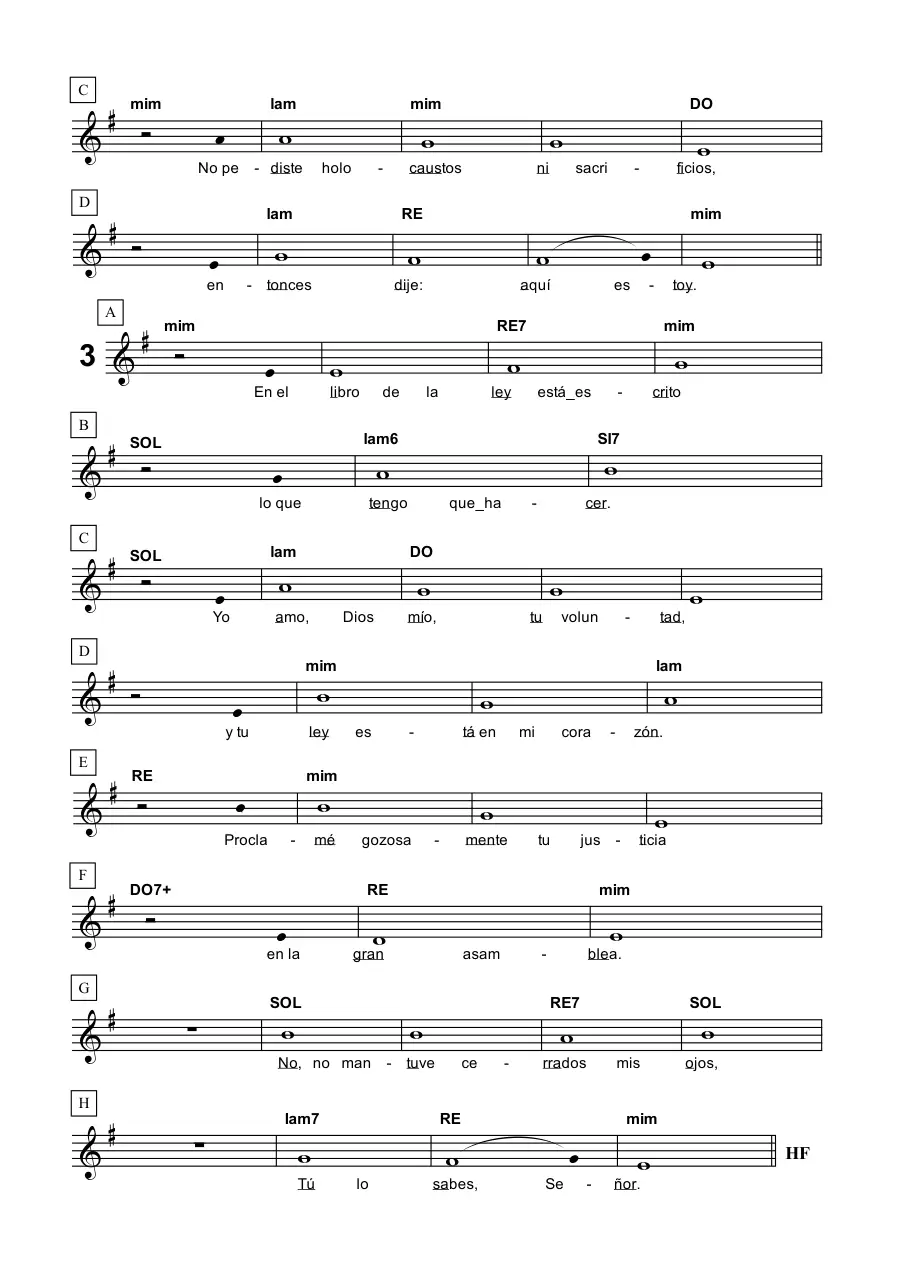 C
mim lam mim DO
No pe - diste holo - caustos ni sacri - ficios,
D
lam RE mim
en - tonces dije: aquí es - toy.
A
mim RE7 mim
3
En el libro de la ley está_es - crito
B
SOL lam6 SI7
lo que tengo que_ha - cer.
C
SOL lam DO
Yo amo, Dios mío, tu volun - tad,
D
mim lam
y tu ley es - tá en mi cora - zón.
E
RE mim
Procla - mé gozosa - mente tu jus - ticia
F
DO7+ RE mim
en la gran asam - blea.
G
SOL RE7 SOL
No, no man - tuve ce - rrados mis ojos,
H
lam7 RE mim
HF
Tú lo sabes, Se - ñor.